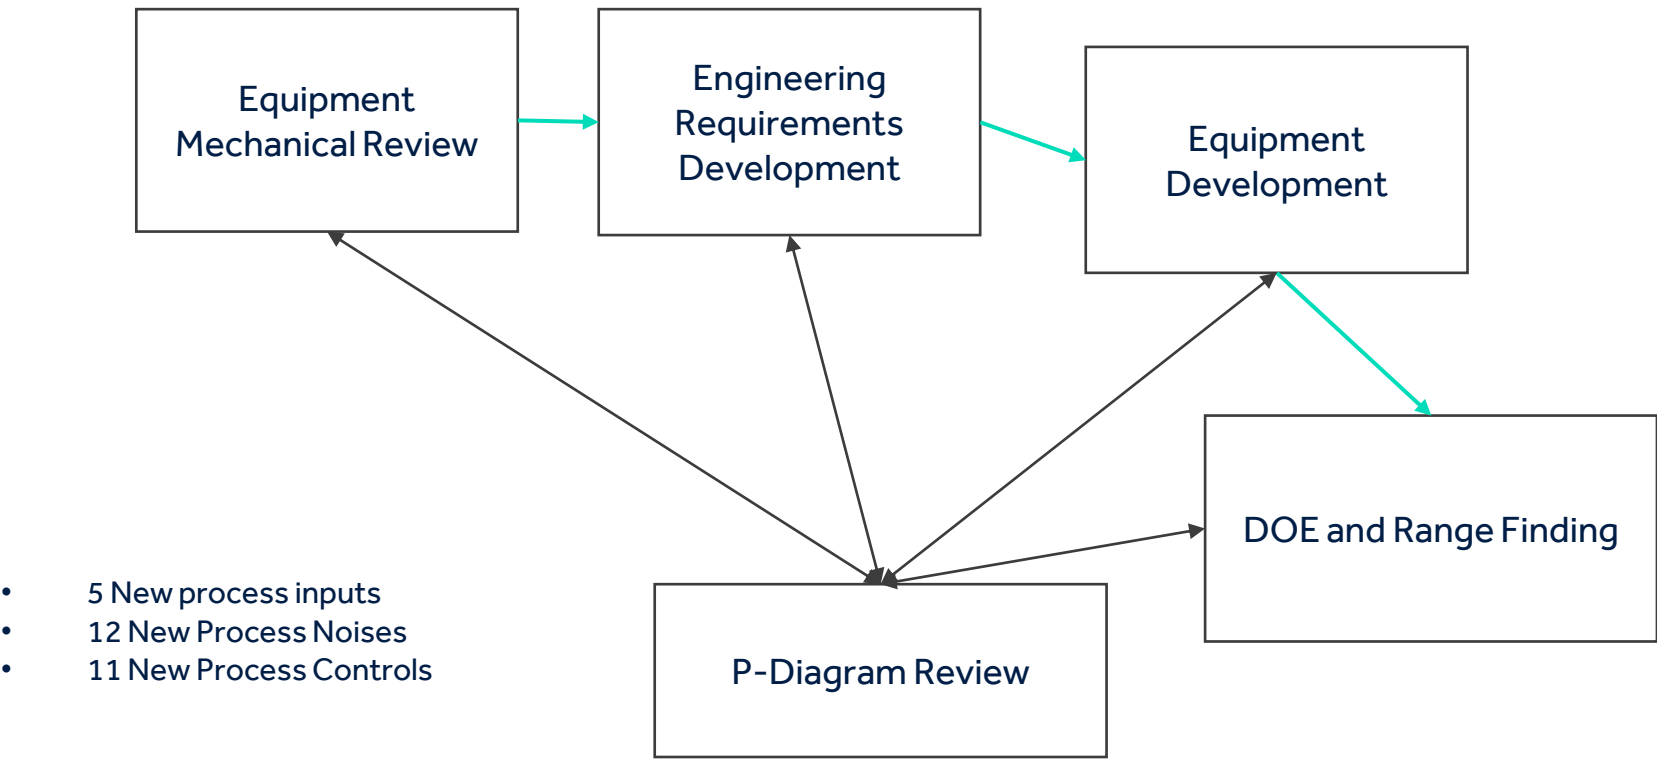 Equipment
Mechanical Review
Engineering
Requirements
Development
Equipment
Development
DOE and Range Finding
• 5 New process inputs
• 12 New Process Noises
• 11 New Process Controls
P-Diagram Review